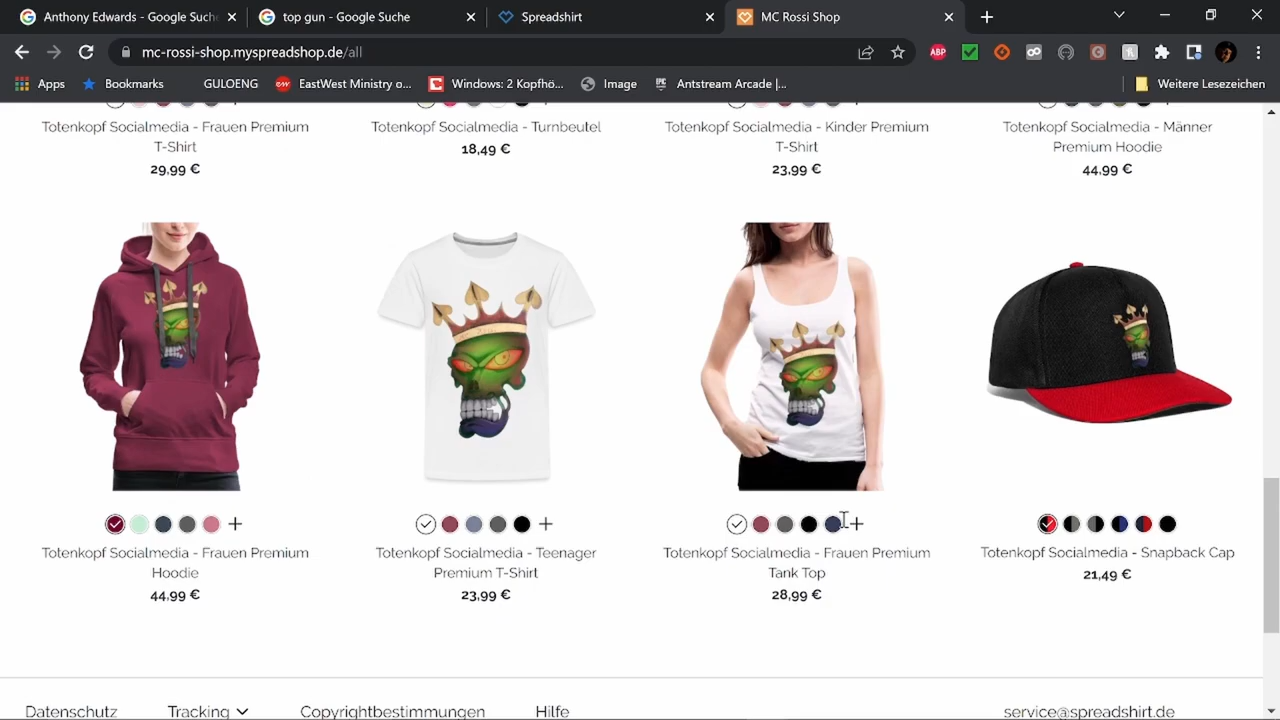 Anthony Edwards - Google Suche
top gun - Google Suche
Spreadshirt
MC Rossi Shop
mc-rossi-shop.myspreadshop.de/all
ABP
Apps
Bookmarks
GULOENG
EastWest Ministry o...
Windows: 2 Kopfho...
Image
Antstream Arcade |...
Weitere Lesezeichen
Totenkopf Socialmedia - Frauen Premium
T-Shirt
29,99 €
Totenkopf Socialmedia - Turnbeutel
18,49 €
Totenkopf Socialmedia - Kinder Premium
T-Shirt
23,99 €
Totenkopf Socialmedia - Männer
Premium Hoodie
44,99 €
Totenkopf Socialmedia - Frauen Premium
Hoodie
44,99 €
Totenkopf Socialmedia - Teenager
Premium T-Shirt
23,99 €
Totenkopf Socialmedia - Frauen Premium
Tank Top
28,99 €
Totenkopf Socialmedia - Snapback Cap
21,49 €
Datenschutz
Tracking
Copyrightbestimmungen
Hilfe
service@spreadshirt.de